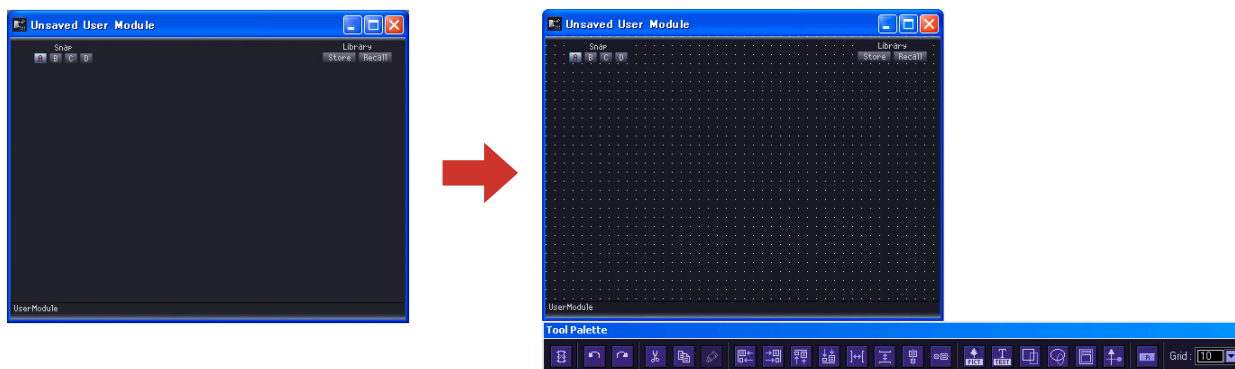 Unsaved User Module
Snap
A B C D
Library
Store Recall
UserModule
Unsaved User Module
Snap
A B C D
Library
Store Recall
UserModule
Tool Palette
PICT TEXT R Grid : 10